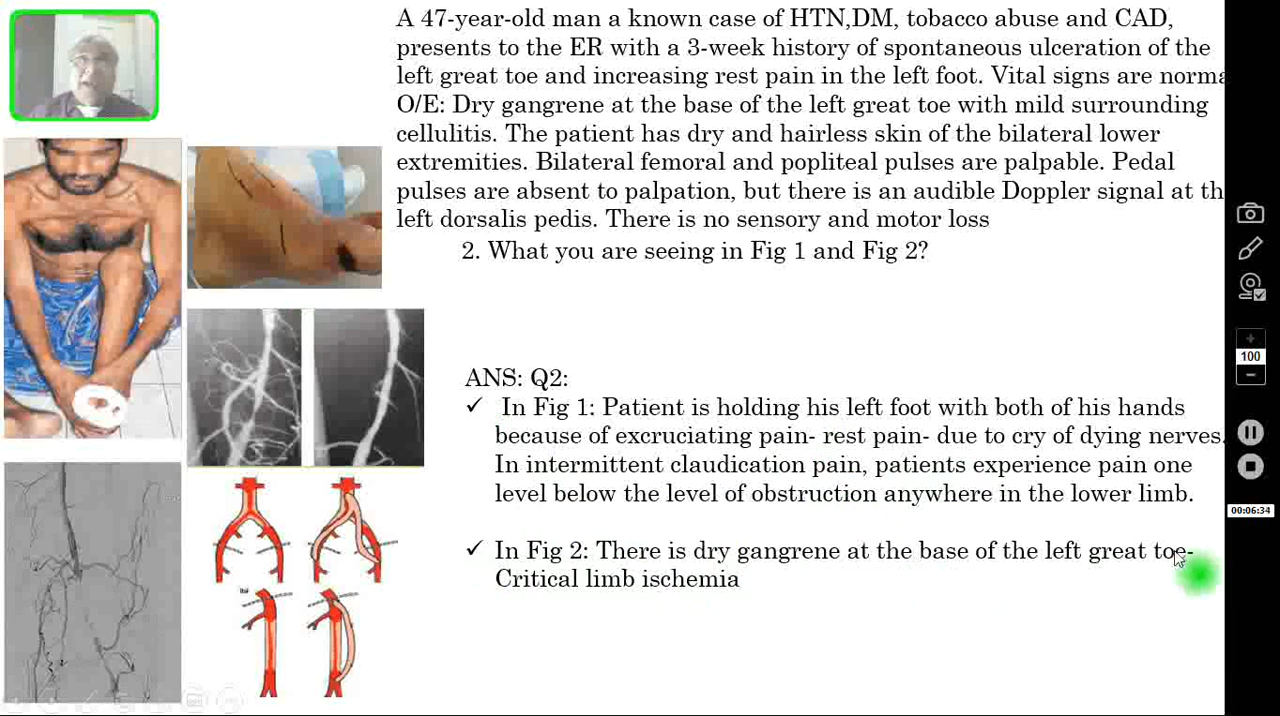 A 47-year-old man a known case of HTN,DM, tobacco abuse and CAD,
presents to the ER with a 3-week history of spontaneous ulceration of the
left great toe and increasing rest pain in the left foot. Vital signs are norma
O/E: Dry gangrene at the base of the left great toe with mild surrounding
cellulitis. The patient has dry and hairless skin of the bilateral lower
extremities. Bilateral femoral and popliteal pulses are palpable. Pedal
pulses are absent to palpation, but there is an audible Doppler signal at th
left dorsalis pedis. There is no sensory and motor loss
2. What you are seeing in Fig 1 and Fig 2?
ANS: Q2:
✓ In Fig 1: Patient is holding his left foot with both of his hands
because of excruciating pain- rest pain- due to cry of dying nerves.
In intermittent claudication pain, patients experience pain one
level below the level of obstruction anywhere in the lower limb.
✓ In Fig 2: There is dry gangrene at the base of the left great toe-
Critical limb ischemia
100
00:06:34